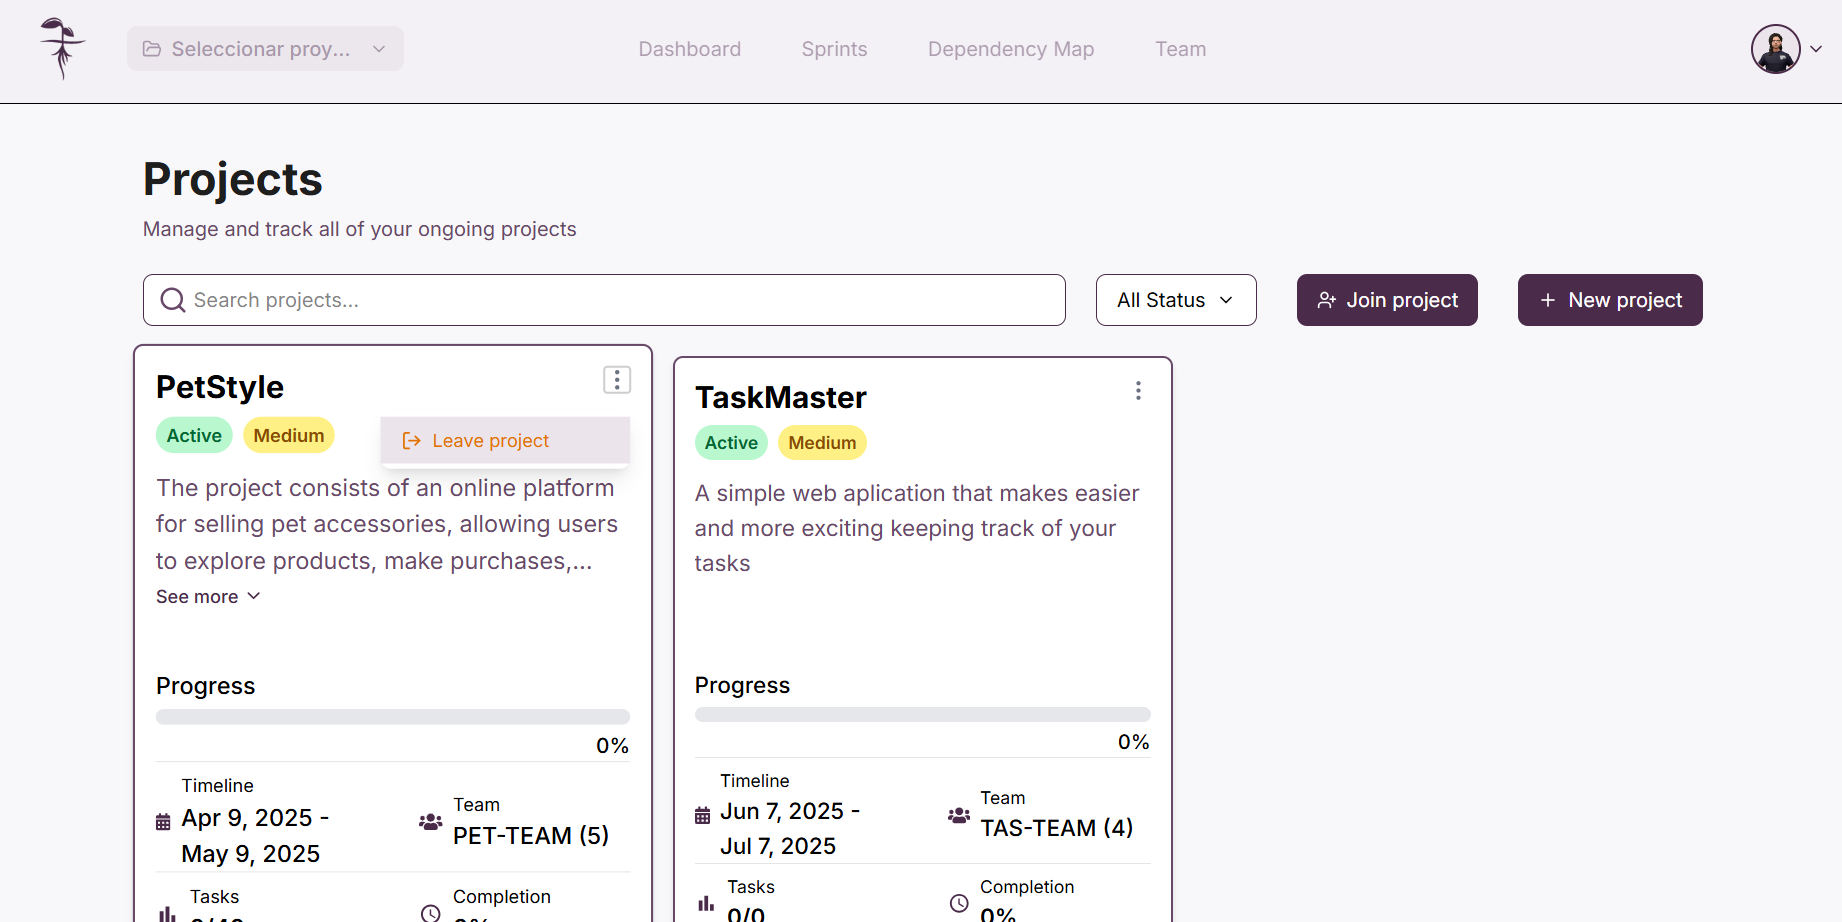 Seleccionar proy...
Dashboard
Sprints
Dependency Map
Team
Projects
Manage and track all of your ongoing projects
Search projects...
All Status
Join project
New project
PetStyle
Active
Medium
Leave project
The project consists of an online platform
for selling pet accessories, allowing users
to explore products, make purchases,...
See more
Progress
0%
Timeline
Apr 9, 2025 -
May 9, 2025
Team
PET-TEAM (5)
Tasks
Completion
TaskMaster
Active
Medium
A simple web aplication that makes easier
and more exciting keeping track of your
tasks
Progress
0%
Timeline
Jun 7, 2025 -
Jul 7, 2025
Team
TAS-TEAM (4)
Tasks
0/0
Completion
0%